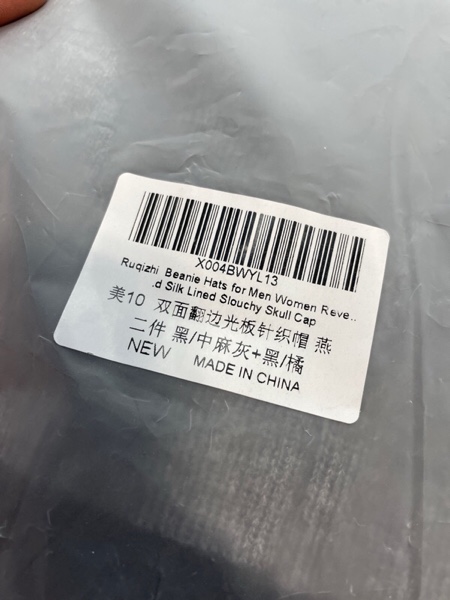 X004BWYL13
Ruqizhi Beanie Hats for Men Women Reve..
.d Silk Lined Slouchy Skull Cap
美10 双面翻边光板针织帽 燕
二件 黑/中麻灰+黑/橘
NEW MADE IN CHINA